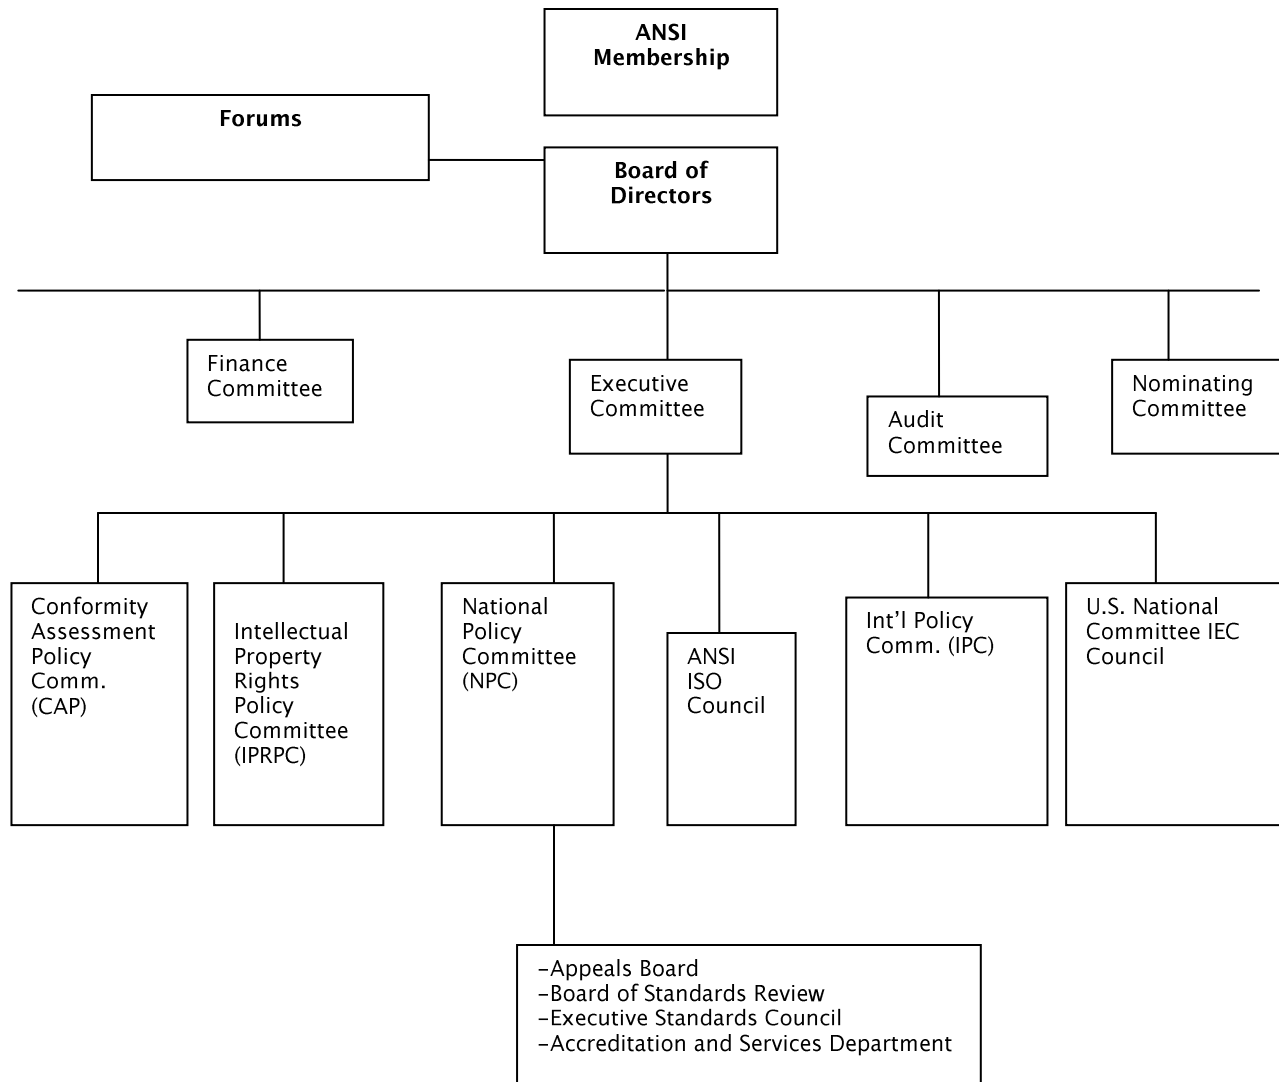 ANSI
Membership
Forums
Board of
Directors
Finance
Committee
Executive
Committee
Audit
Committee
Nominating
Committee
Conformity
Assessment
Policy
Comm.
(CAP)
Intellectual
Property
Rights
Policy
Committee
(IPRPC)
National
Policy
Committee
(NPC)
ANSI
ISO
Council
Int'l Policy
Comm. (IPC)
U.S. National
Committee IEC
Council
–Appeals Board
–Board of Standards Review
–Executive Standards Council
–Accreditation and Services Department